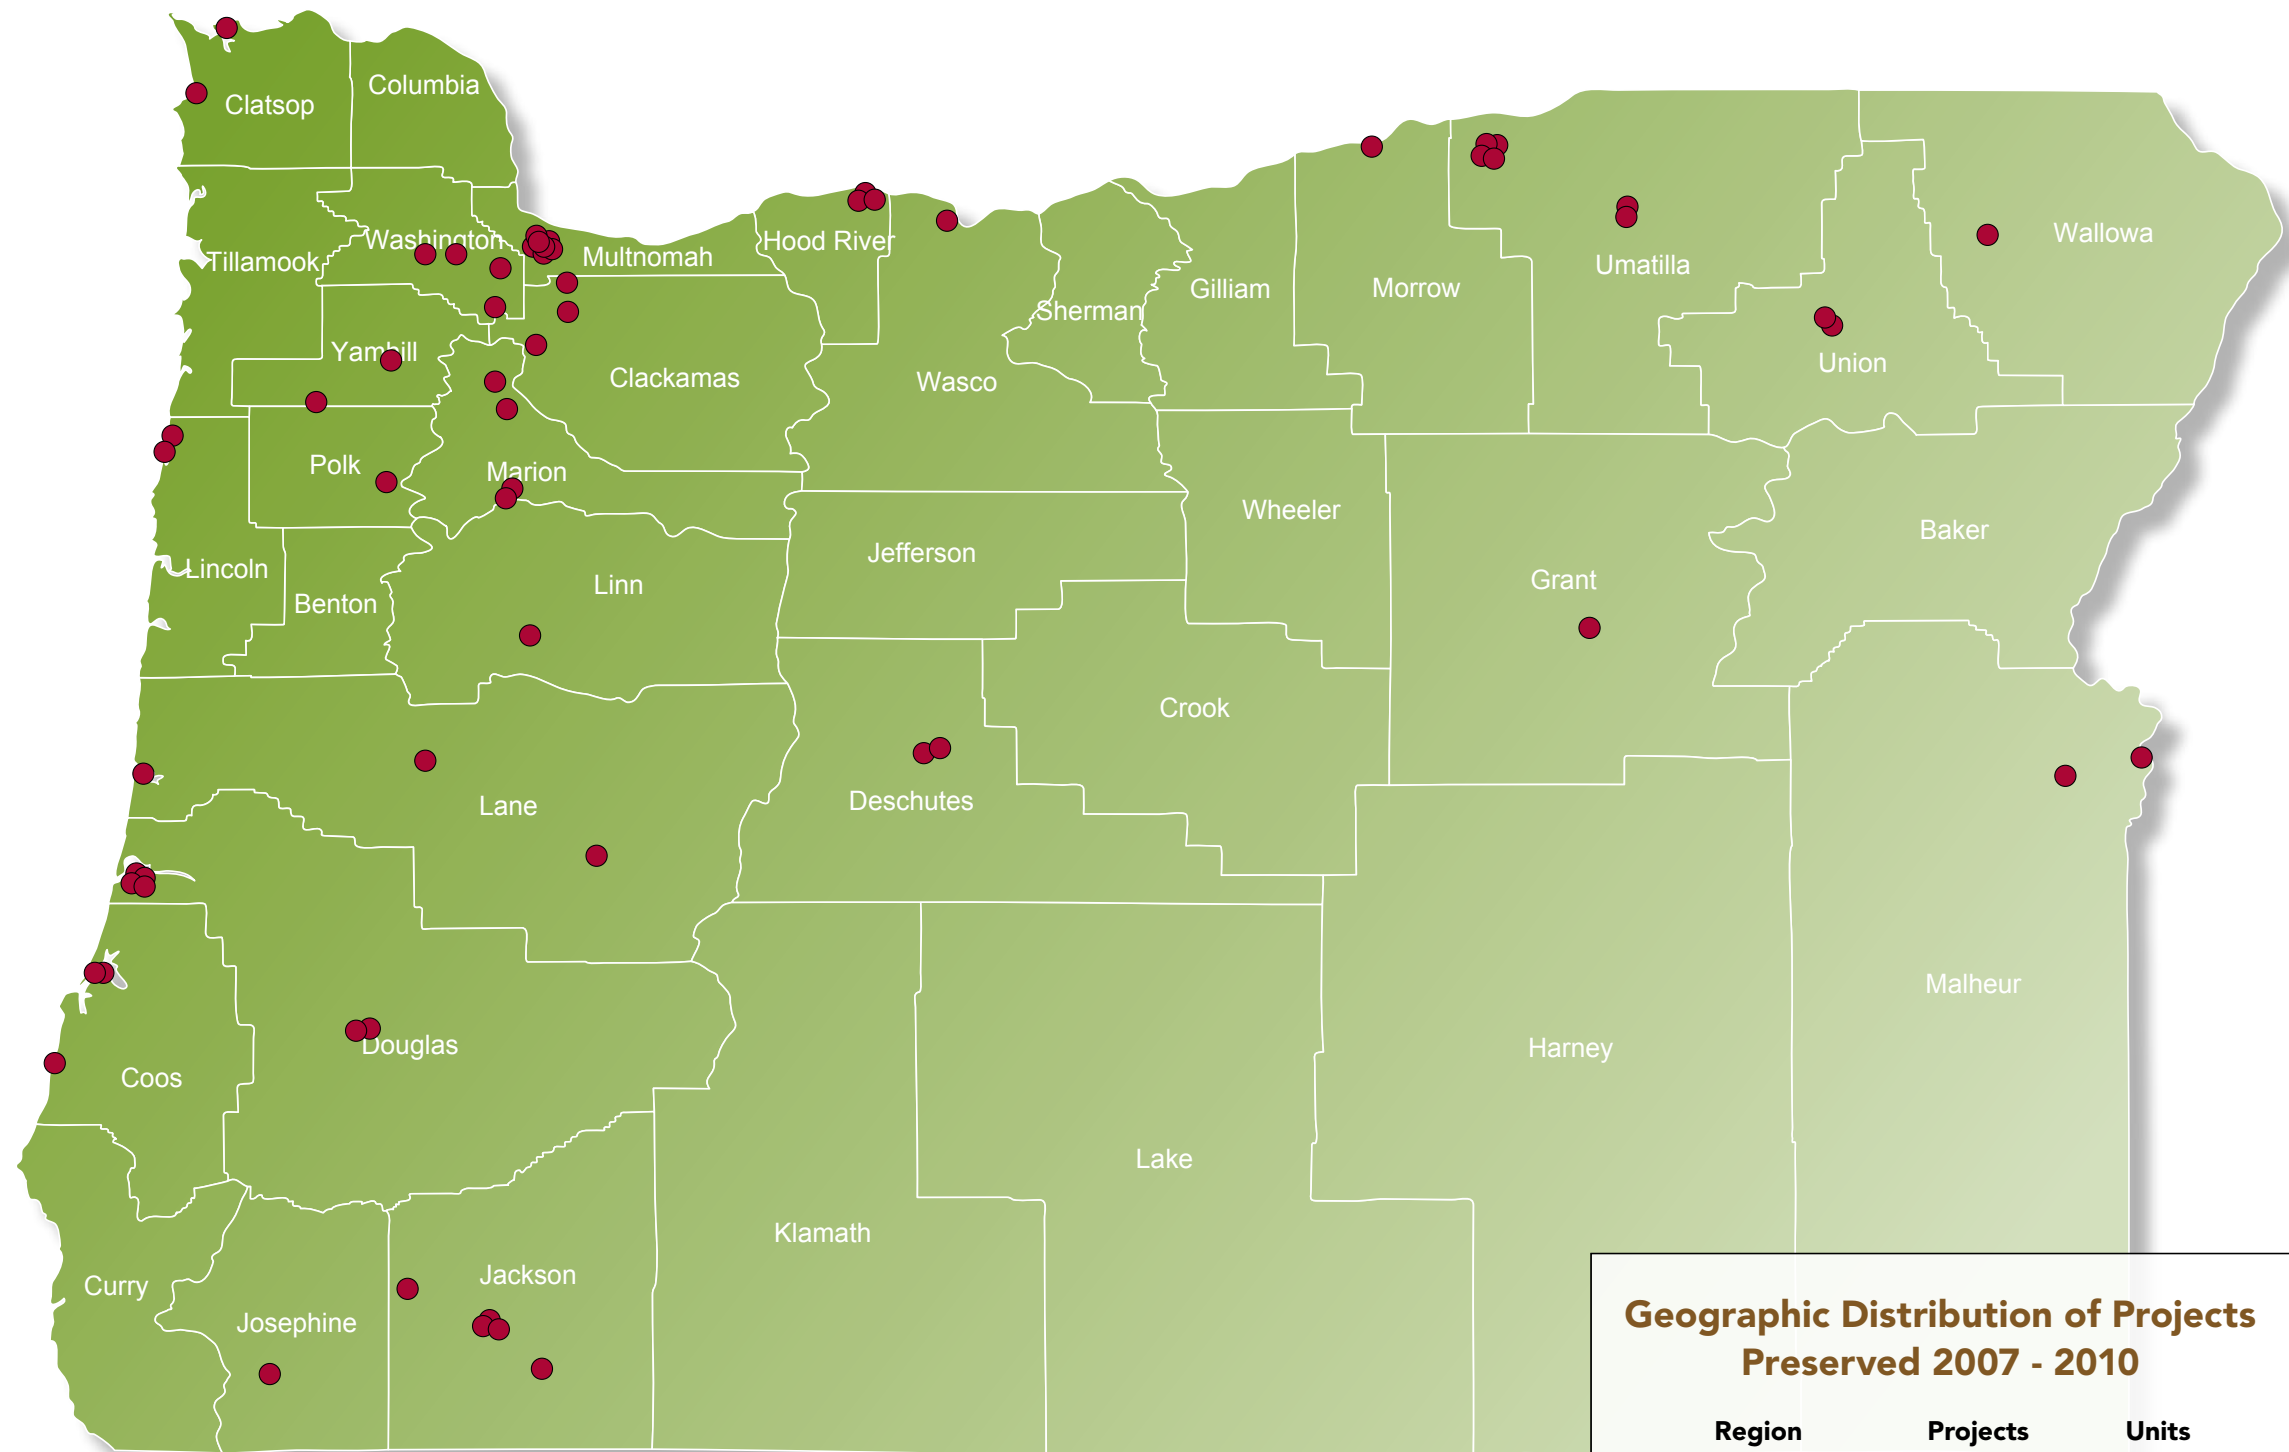 Columbia
Clatsop
Washington
Multnomah
Hood River
Tillamook
Wallowa
Umatilla
Gilliam
Morrow
Sherman
Yamhill
Clackamas
Wasco
Union
Polk
Marion
Wheeler
Baker
Jefferson
Lincoln
Linn
Grant
Benton
Crook
Lane
Deschutes
Malheur
Douglas
Harney
Coos
Lake
Klamath
Curry
Jackson
Josephine
Geographic Distribution of Projects
Preserved 2007 - 2010
Region Projects Units